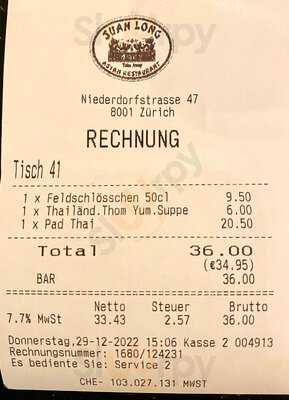 JUAN LONG
Take Away
ASIAN RESTAURANT
Niederdorfstrasse 47
8001 Zürich
RECHNUNG
Tisch 41
1 x Feldschlösschen 50cl 9.50
1 x Thailänd.Thom Yum.Suppe 6.00
1 x Pad Thai 20.50
Total 36.00
(€34.95)
BAR 36.00
Netto Steuer Brutto
7.7% MwSt 33.43 2.57 36.00
Donnerstag,29-12-2022 15:06 Kasse 2 004913
Rechnungsnummer: 1680/124231
Es bediente Sie: Service 2
CHE- 103.027.131 MWST